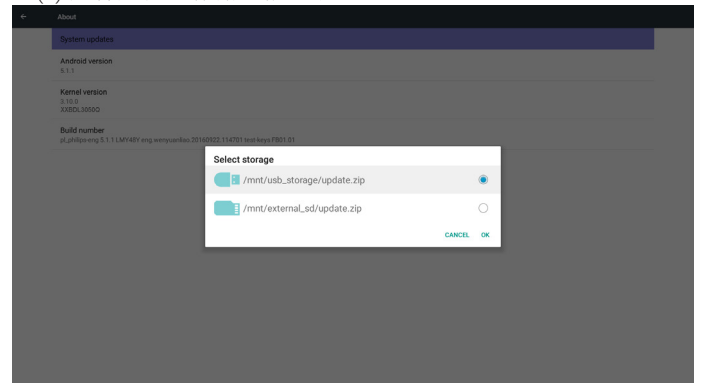 About
System updates
Android version
5.1.1
Kernel version
3.10.0
XXBDL3050Q
Build number
Select storage
/mnt/usb_storage/update.zip
/mnt/external_sd/update.zip
CANCEL OK